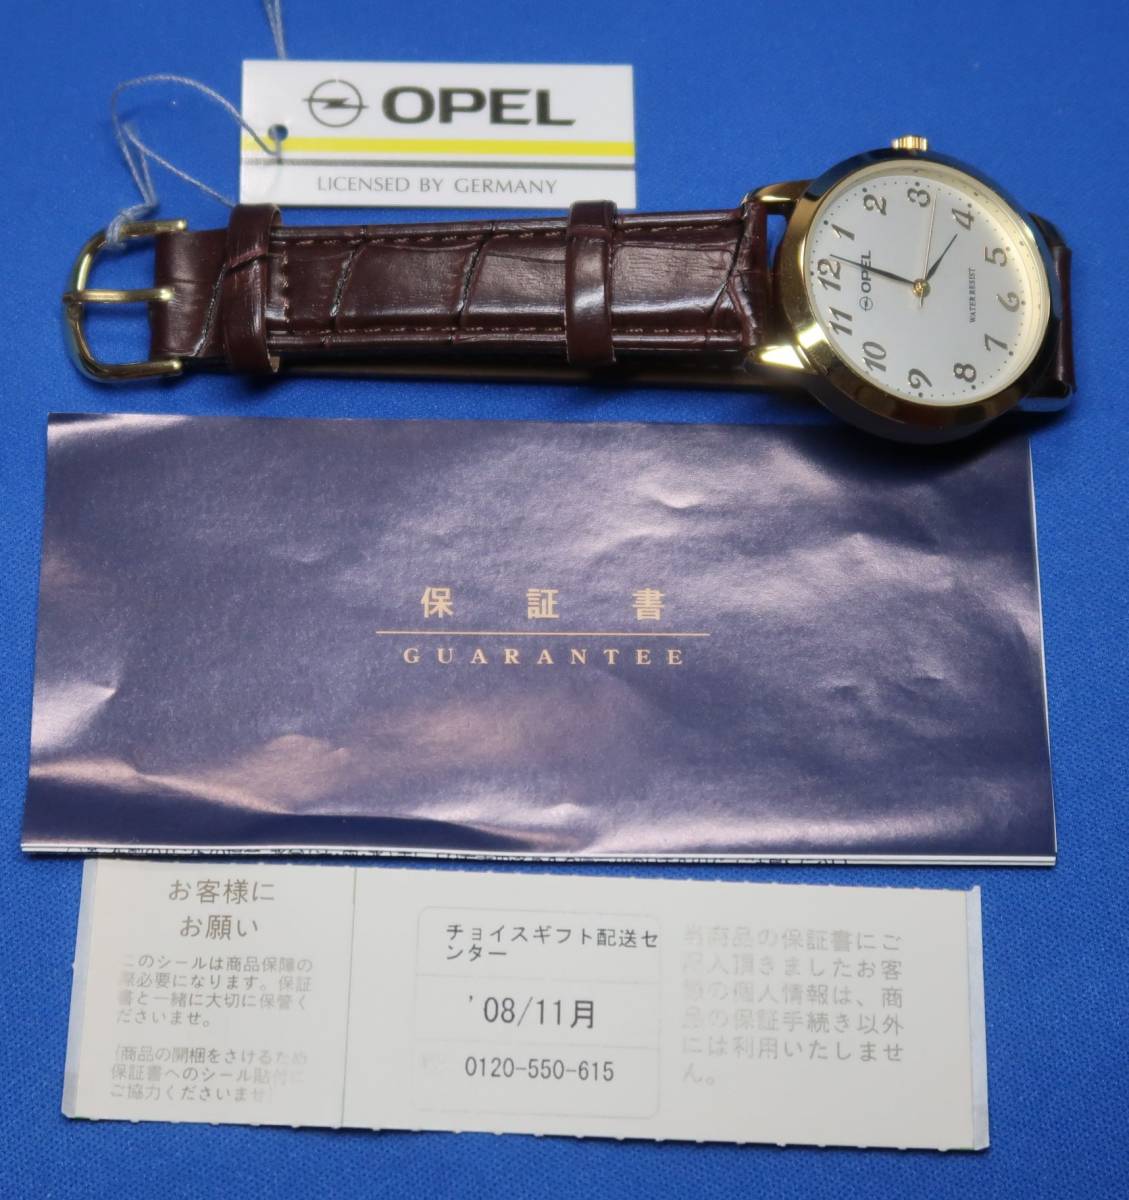 OPEL
LICENSED BY GERMANY
OPEL
WATER RESIST
12
1
2
3
4
5
6
7
8
9
10
11
保証書
GUARANTEE
お客様に
お願い
このシールは商品保障の
際必要になります。保証
書と一緒に大切に保管く
ださいませ。
商品の開梱をさけるため
保証書へのシール貼付に
ご協力くださいませ
チョイスギフト配送セ
ンター
'08/11月
0120-550-615
当商品の保証書にご
記入頂きましたお客
様の個人情報は、商
品の保証手続き以外
には利用いたしませ
ん。